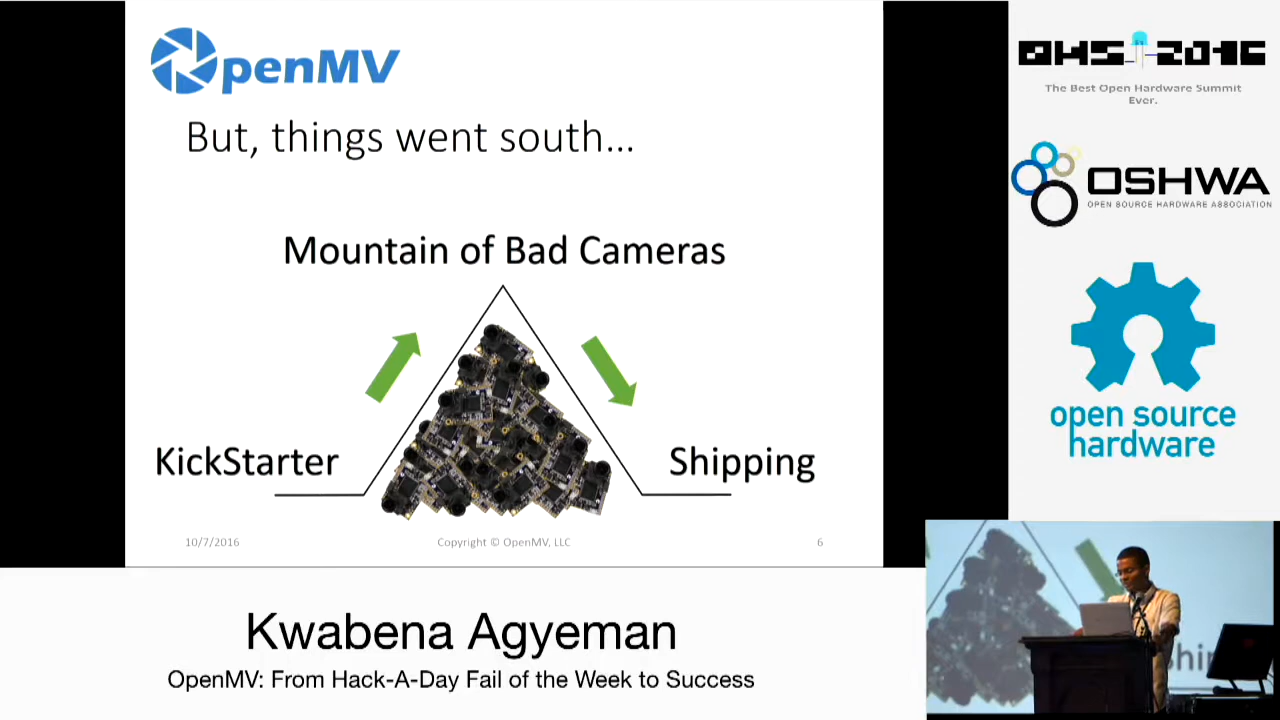 OpenMV
But, things went south...
Mountain of Bad Cameras
KickStarter
Shipping
10/7/2016
Copyright © OpenMV, LLC
6
OHS 2016
The Best Open Hardware Summit
Ever.
OSHWA
OPEN SOURCE HARDWARE ASSOCIATION
open source
hardware
Kwabena Agyeman
OpenMV: From Hack-A-Day Fail of the Week to Success